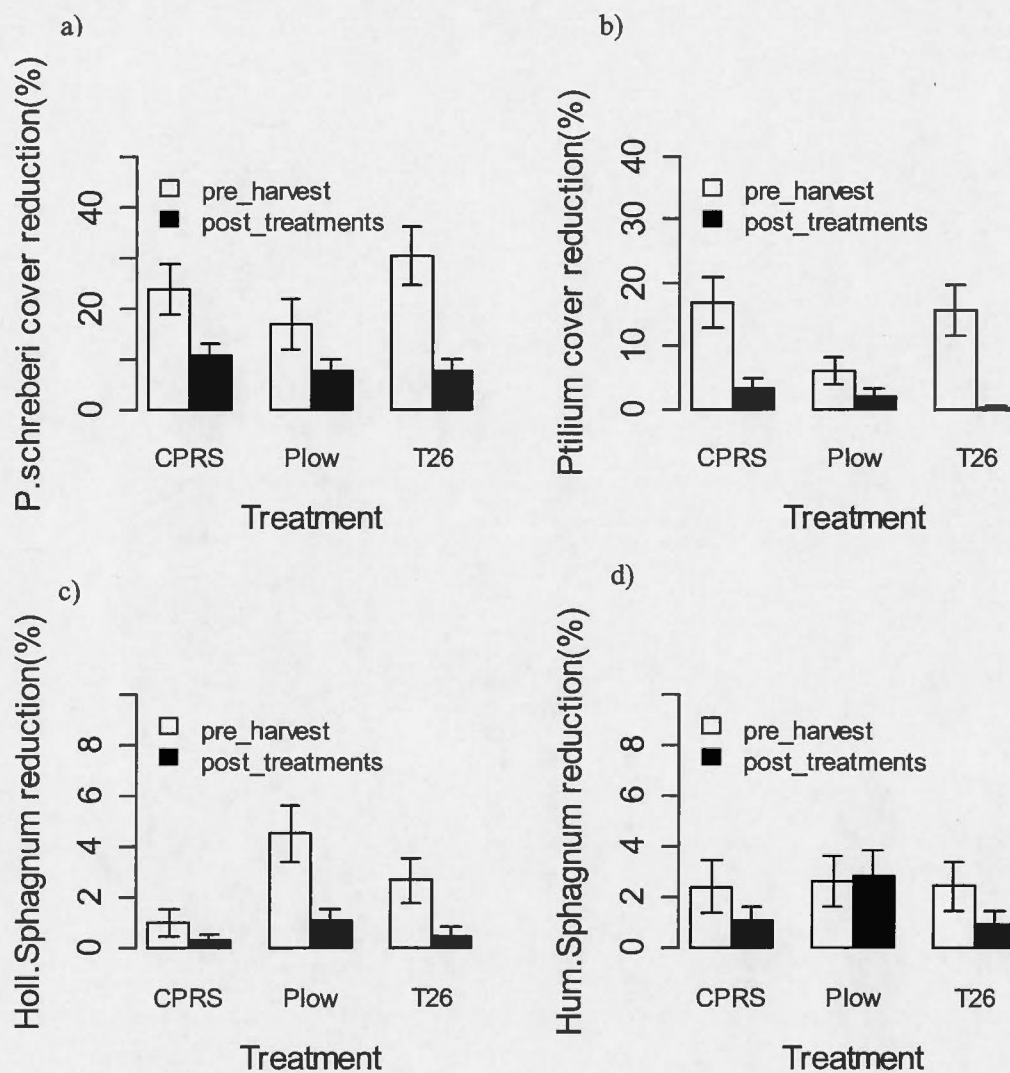 a)
P.schreberi cover reduction(%)
0 20 40
pre_harvest
post_treatments
CPRS Plow T26
Treatment
b)
Ptilium cover reduction(%)
0 10 20 30 40
pre_harvest
post_treatments
CPRS Plow T26
Treatment
c)
Holl.Sphagnum reduction(%)
0 2 4 6 8
pre_harvest
post_treatments
CPRS Plow T26
Treatment
d)
Hum.Sphagnum reduction(%)
0 2 4 6 8
pre_harvest
post_treatments
CPRS Plow T26
Treatment